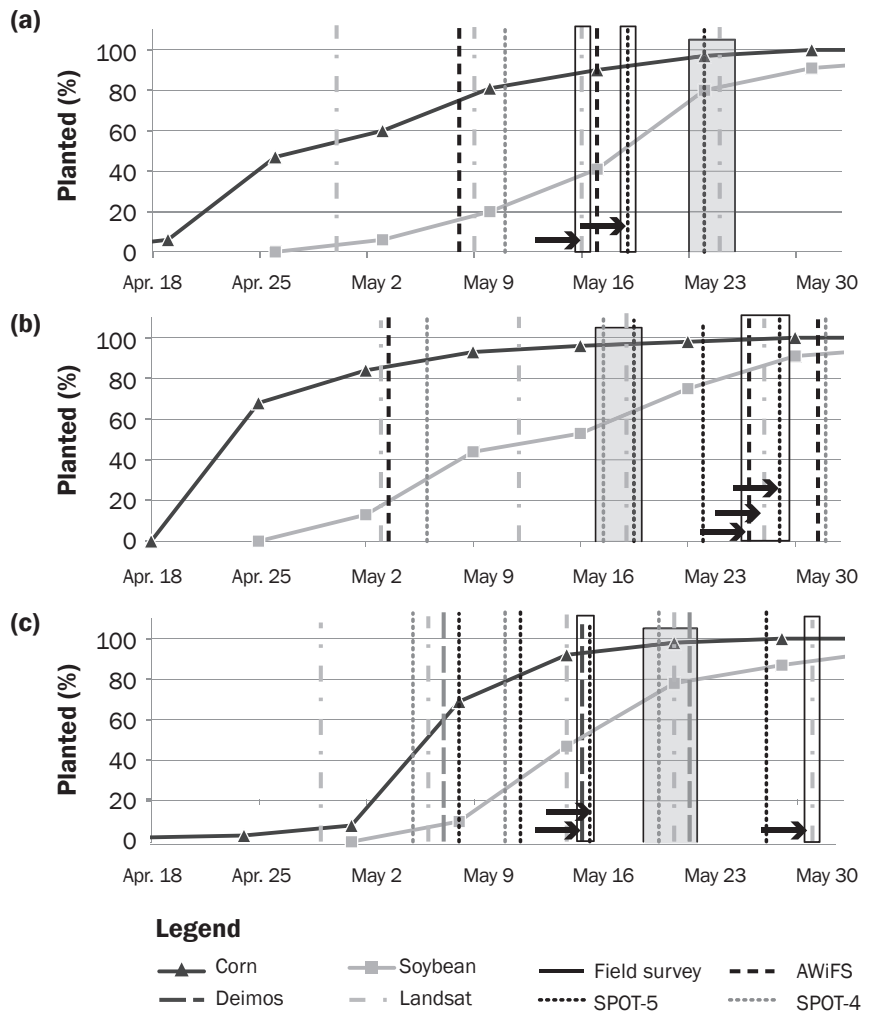 (a)
Planted (%)
100
80
60
40
20
0
Apr. 18 Apr. 25 May 2 May 9 May 16 May 23 May 30
(b)
Planted (%)
100
80
60
40
20
0
Apr. 18 Apr. 25 May 2 May 9 May 16 May 23 May 30
(c)
Planted (%)
100
80
60
40
20
0
Apr. 18 Apr. 25 May 2 May 9 May 16 May 23 May 30
Legend
Corn Soybean Field survey AWiFS
Deimos Landsat SPOT-5 SPOT-4